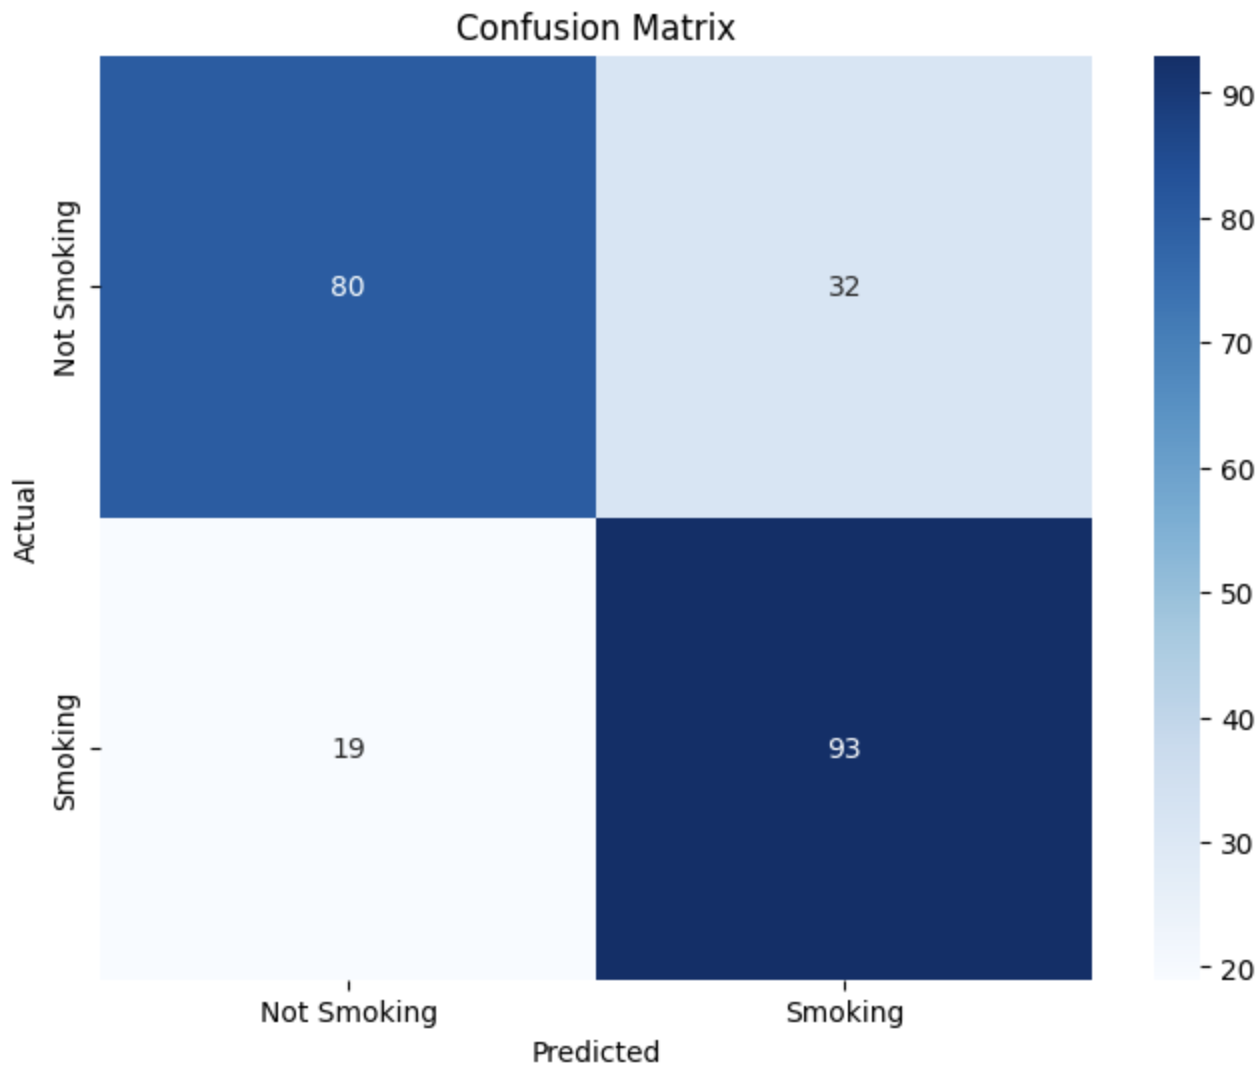 Confusion Matrix
Not Smoking
80
32
Smoking
19
93
Actual
Not Smoking
Smoking
Predicted
90
80
70
60
50
40
30
20